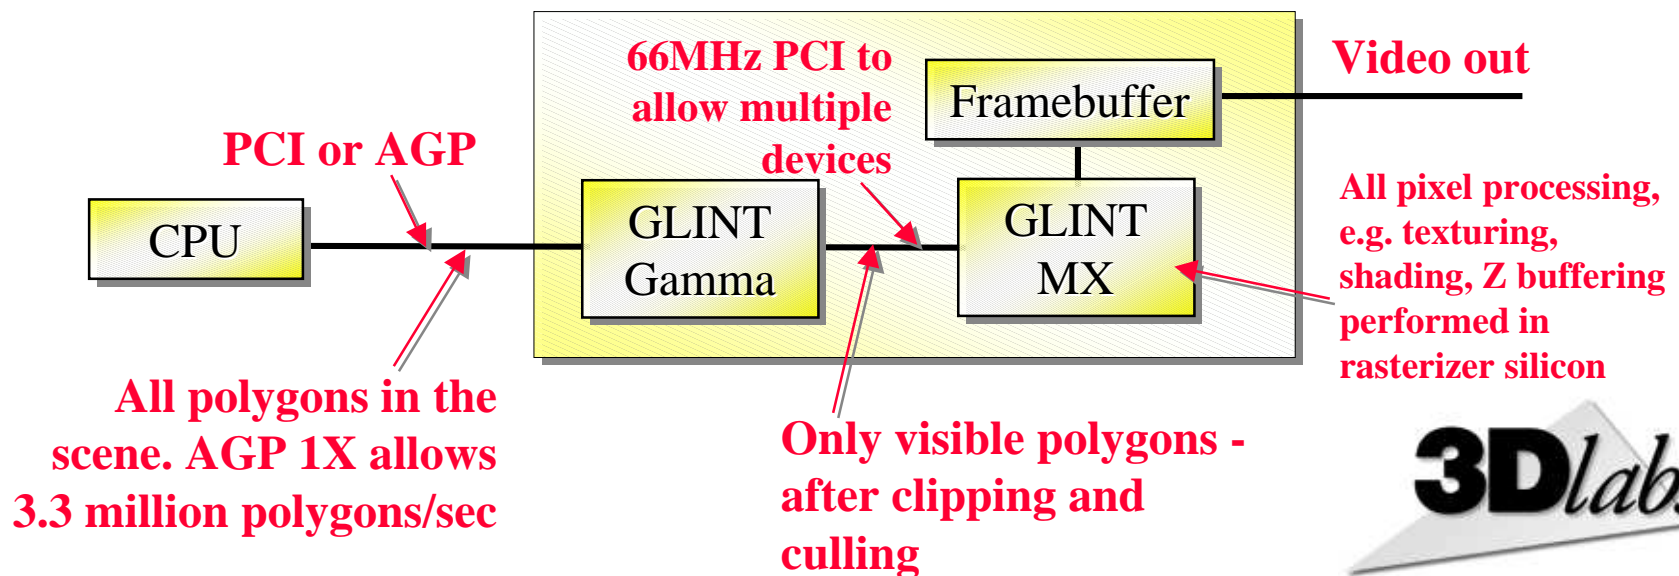 66MHz PCI to
allow multiple
devices
Framebuffer
Video out
PCI or AGP
CPU
GLINT
Gamma
GLINT
MX
All pixel processing,
e.g. texturing,
shading, Z buffering
performed in
rasterizer silicon
All polygons in the
scene. AGP 1X allows
3.3 million polygons/sec
Only visible polygons -
after clipping and
culling
3Dlabs